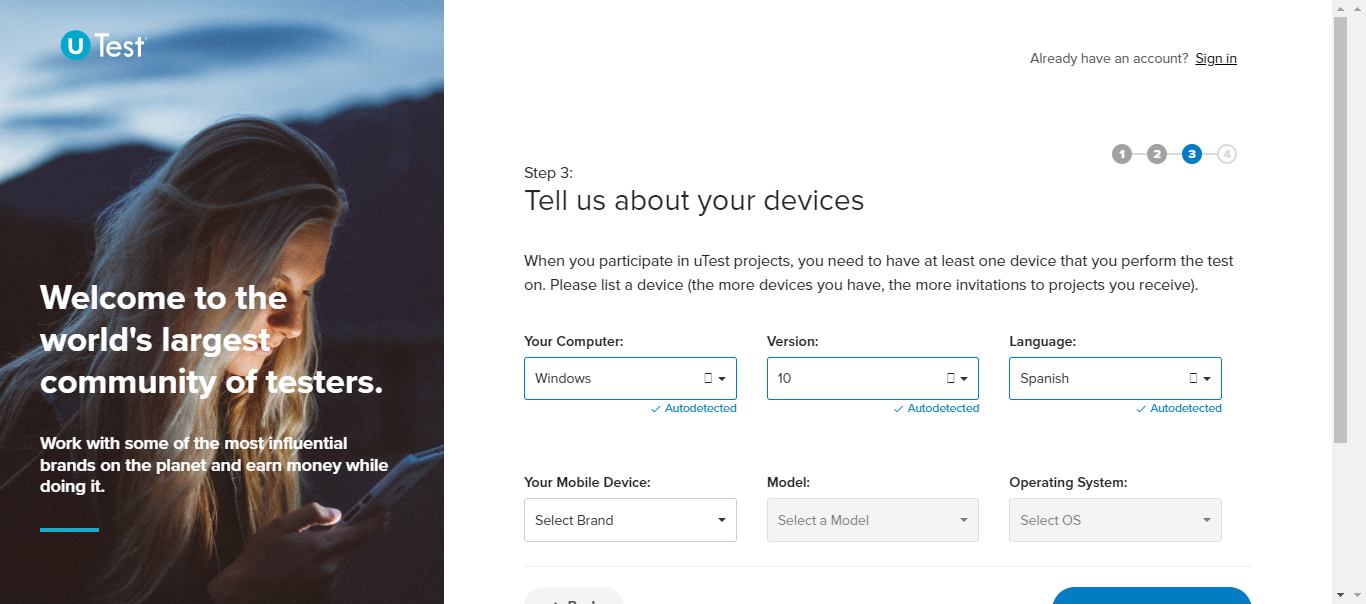 U Test
Already have an account? Sign in
1 2 3 4
Step 3:
Tell us about your devices
When you participate in uTest projects, you need to have at least one device that you perform the test
on. Please list a device (the more devices you have, the more invitations to projects you receive).
Your Computer: Version: Language:
Windows 10 Spanish
Autodetected Autodetected Autodetected
Your Mobile Device: Model: Operating System:
Select Brand Select a Model Select OS
Welcome to the
world's largest
community of testers.
Work with some of the most influential
brands on the planet and earn money while
doing it.